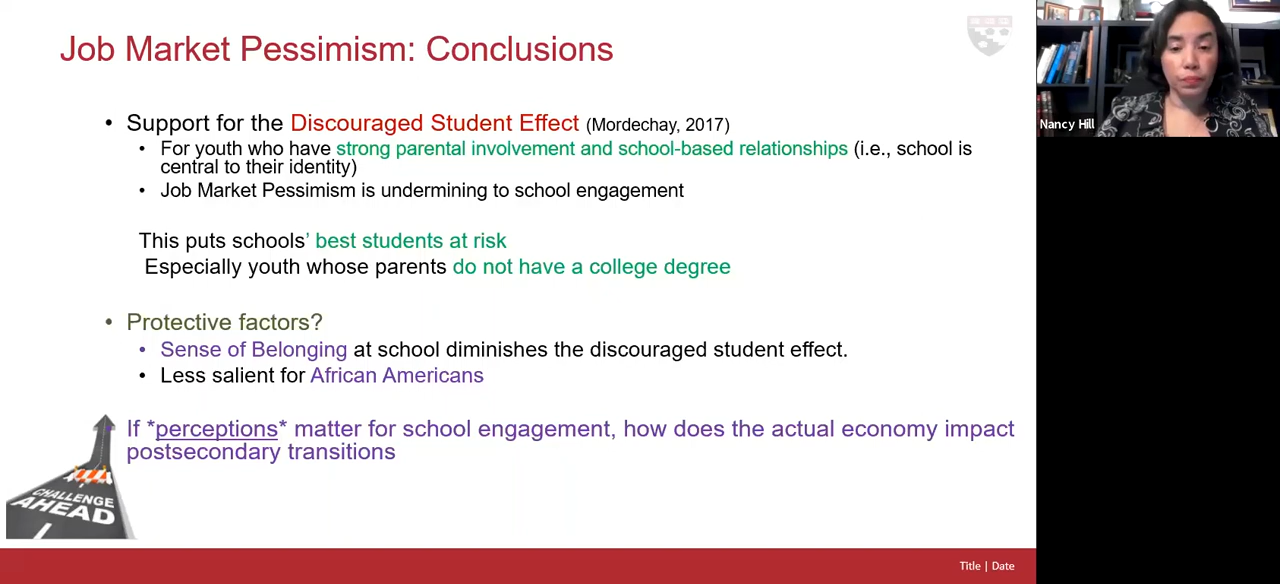 Job Market Pessimism: Conclusions
• Support for the Discouraged Student Effect (Mordechay, 2017)
• For youth who have strong parental involvement and school-based relationships (i.e., school is
central to their identity)
• Job Market Pessimism is undermining to school engagement
This puts schools' best students at risk
Especially youth whose parents do not have a college degree
• Protective factors?
• Sense of Belonging at school diminishes the discouraged student effect.
• Less salient for African Americans
• If *perceptions* matter for school engagement, how does the actual economy impact
postsecondary transitions
CHALLENGE
AHEAD
Title | Date
Nancy Hill